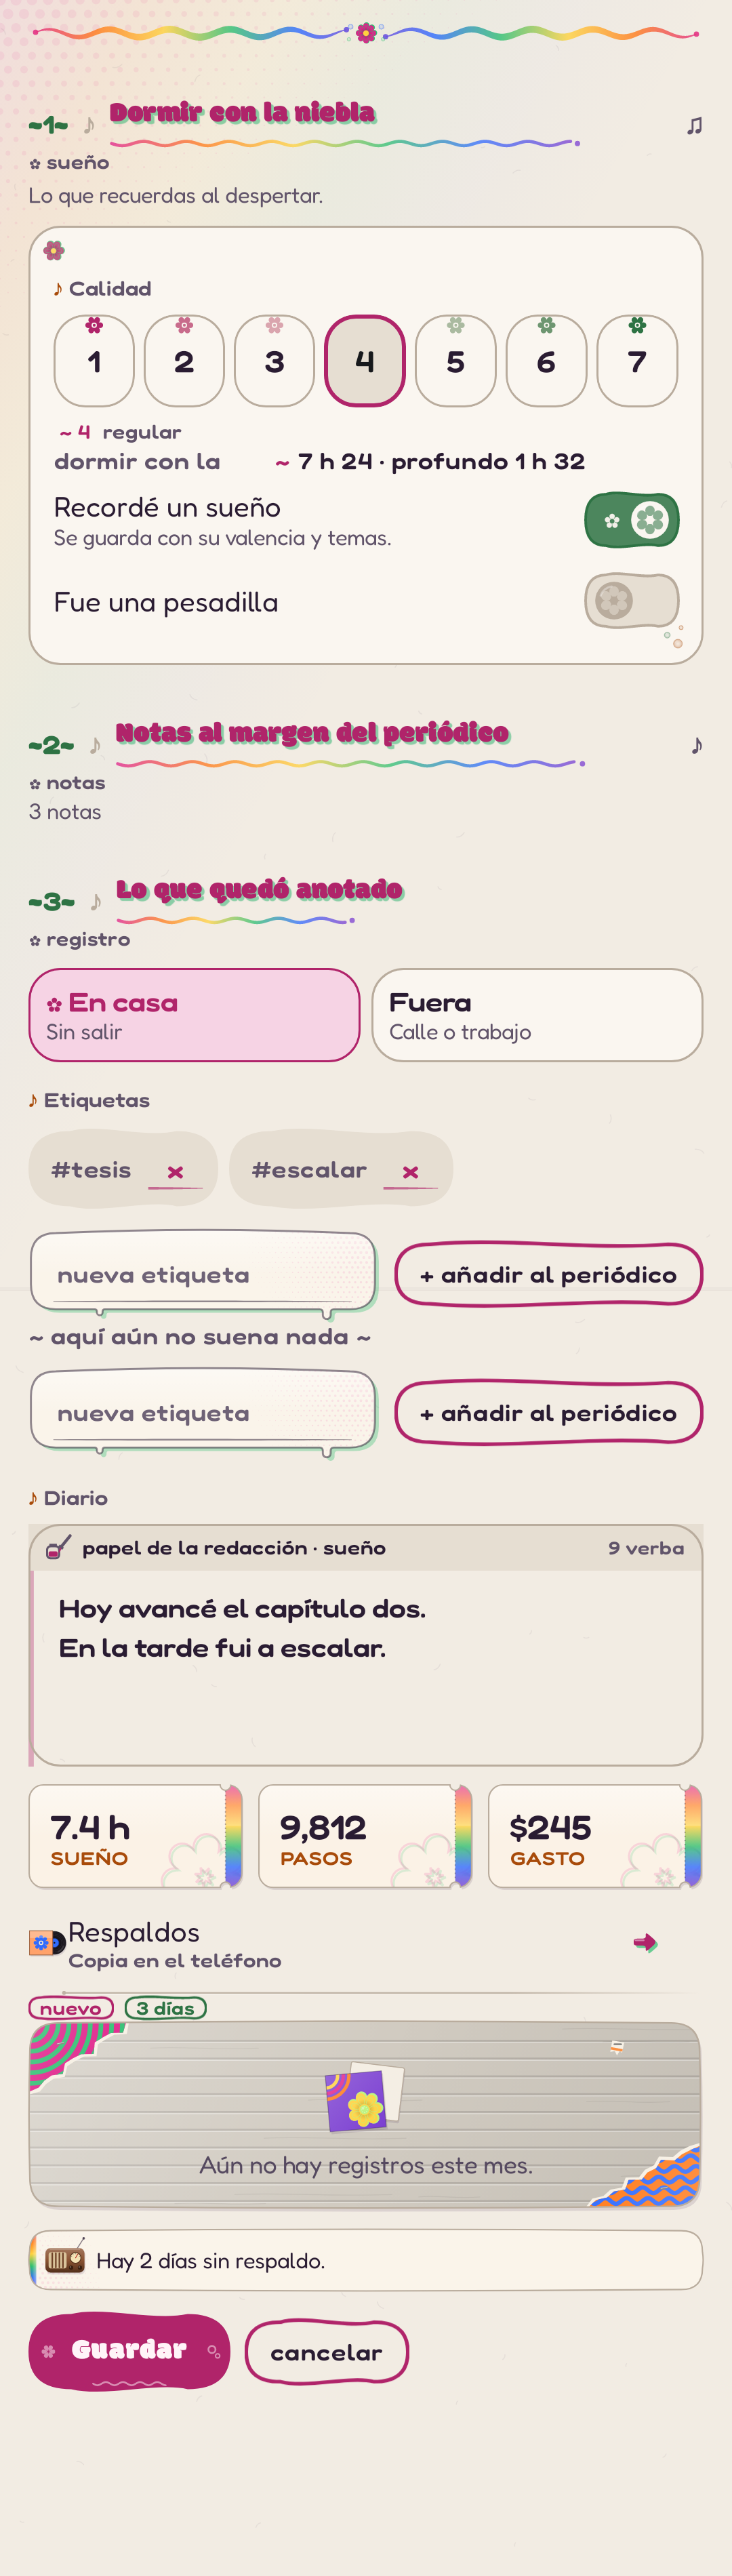 ~1~ ♪ Dormir con la niebla ♫
✿ sueño
Lo que recuerdas al despertar.
♪ Calidad
1 2 3 4 5 6 7
~ 4 regular
dormir con la ~ 7 h 24 · profundo 1 h 32
Recordé un sueño
Se guarda con su valencia y temas.
Fue una pesadilla
~2~ ♪ Notas al margen del periódico ♪
✿ notas
3 notas
~3~ ♪ Lo que quedó anotado
✿ registro
✿ En casa
Sin salir
Fuera
Calle o trabajo
♪ Etiquetas
#tesis × #escalar ×
nueva etiqueta + añadir al periódico
~ aquí aún no suena nada ~
nueva etiqueta + añadir al periódico
♪ Diario
papel de la redacción · sueño 9 verba
Hoy avancé el capítulo dos.
En la tarde fui a escalar.
7.4 h
SUEÑO
9,812
PASOS
$245
GASTO
Respaldos
Copia en el teléfono
nuevo 3 días
Aún no hay registros este mes.
Hay 2 días sin respaldo.
Guardar cancelar